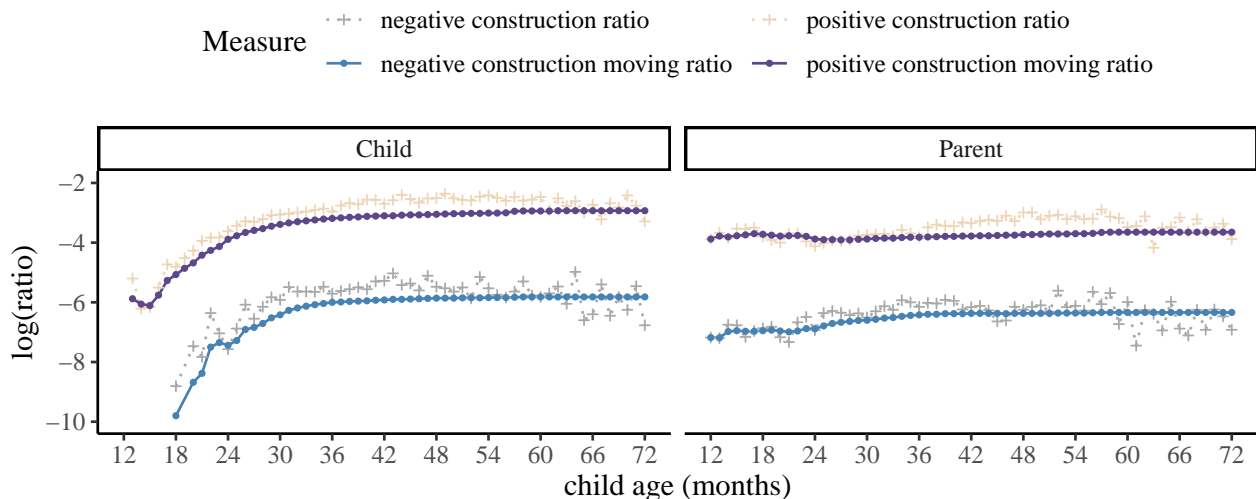 Measure
negative construction ratio
positive construction ratio
negative construction moving ratio
positive construction moving ratio
Child
Parent
log(ratio)
−2
−4
−6
−8
−10
12 18 24 30 36 42 48 54 60 66 72
12 18 24 30 36 42 48 54 60 66 72
child age (months)